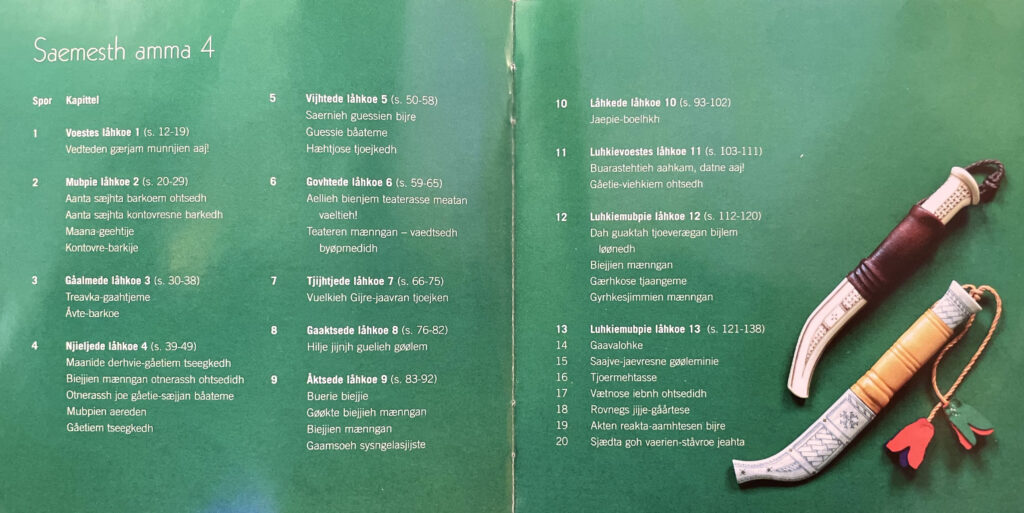 Saemesth amma 4
Spor Kapittel
1 Voestes låhkoe 1 (s. 12-19)
Vedteden gærjam munnjien aaj!
2 Mubpie låhkoe 2 (s. 20-29)
Aanta sæjhta barkoem ohtsedh
Aanta sæjhta kontovresne barkedh
Maana-geehtije
Kontovre-barkije
3 Gåalmede låhkoe 3 (s. 30-38)
Treavka-gaahtjeme
Åvte-barkoe
4 Njieljede låhkoe 4 (s. 39-49)
Maanide derhvie-gåetiem tseegkedh
Biejjien mænngan otnerassh ohtsedidh
Otnerassh joe gåetie-sæjjan båateme
Mubpien aereden
Gåetiem tseegkedh
5 Vijhtede låhkoe 5 (s. 50-58)
Saernieh guessien bijre
Guessie båateme
Hæhtjose tjoejkedh
6 Govhtede låhkoe 6 (s. 59-65)
Aellieh bienjem teaterasse meatan
vaeltieh!
Teateren mænngan – vaedtsedh
byøpmedidh
7 Tjijhtjede låhkoe 7 (s. 66-75)
Vuelkieh Gijre-jaavran tjoejken
8 Gaaktsede låhkoe 8 (s. 76-82)
Hilje jijnjh guelieh gøølem
9 Åktsede låhkoe 9 (s. 83-92)
Buerie biejjie
Gøøkte biejjieh mænngan
Biejjien mænngan
Gaamsoeh sysngelasjijste
10 Låhkede låhkoe 10 (s. 93-102)
Jaepie-boelhkh
11 Luhkievoestes låhkoe 11 (s. 103-111)
Buarastehtieh aahkam, datne aaj!
Gåetie-viehkiem ohtsedh
12 Luhkiemubpie låhkoe 12 (s. 112-120)
Dah guaktah tjoeverægan bijlem
løønedh
Biejjien mænngan
Gærhkose tjaangeme
Gyrhkesjimmien mænngan
13 Luhkiemubpie låhkoe 13 (s. 121-138)
14 Gaavalohke
15 Saajve-jaevresne gøøleminie
16 Tjoermehtasse
17 Vætnose iebnh ohtsedidh
18 Rovnegs jijje-gåårtese
19 Akten reakta-aamhtesen bijre
20 Sjædta goh vaerien-ståvroe jeahta